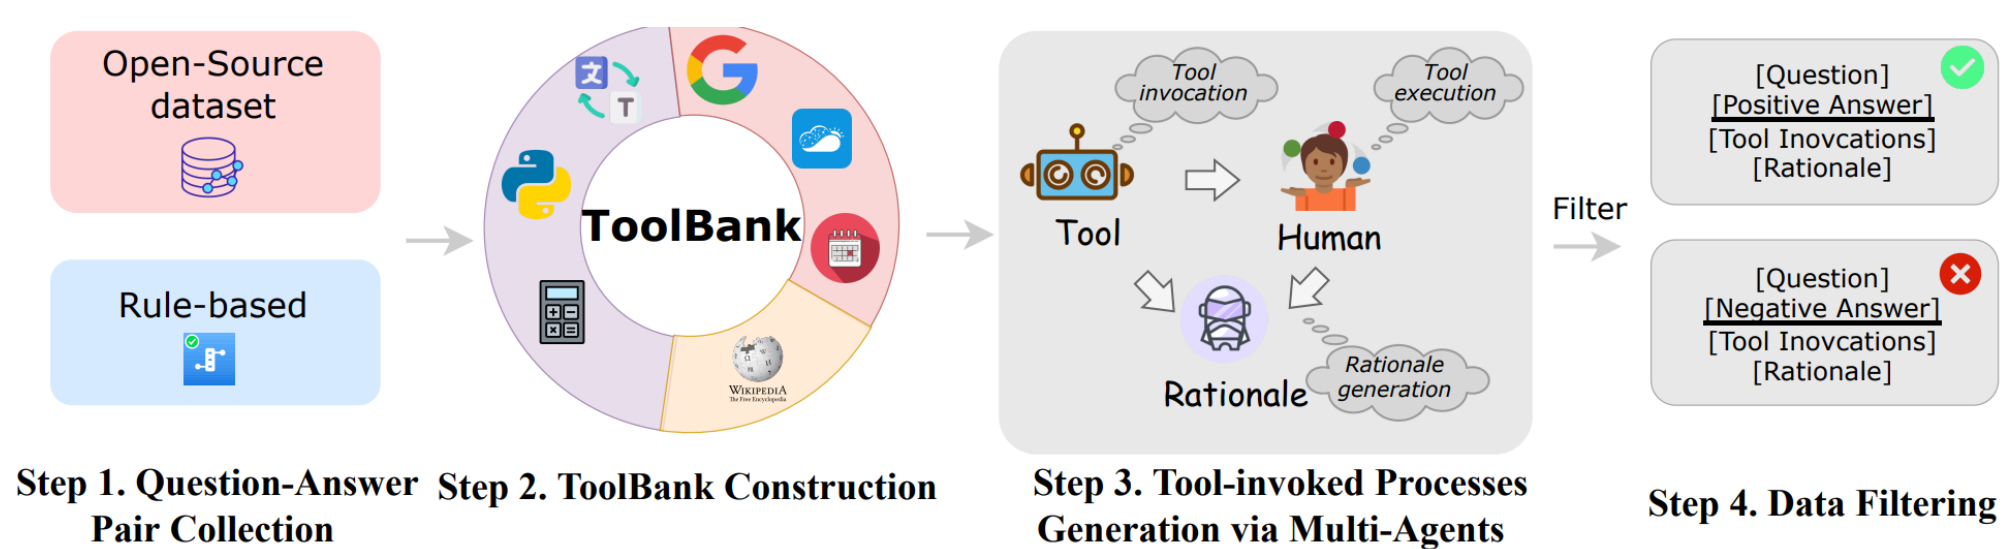 Open-Source
dataset
Rule-based
Step 1. Question-Answer
Pair Collection
文
T
ToolBank
WIKIPEDIA
The Free Encyclopedia
Step 2. ToolBank Construction
Tool
invocation
Tool
execution
Tool
Human
Rationale
Rationale
generation
Step 3. Tool-invoked Processes
Generation via Multi-Agents
Filter
[Question]
[Positive Answer]
[Tool Inovcations]
[Rationale]
[Question]
[Negative Answer]
[Tool Inovcations]
[Rationale]
Step 4. Data Filtering